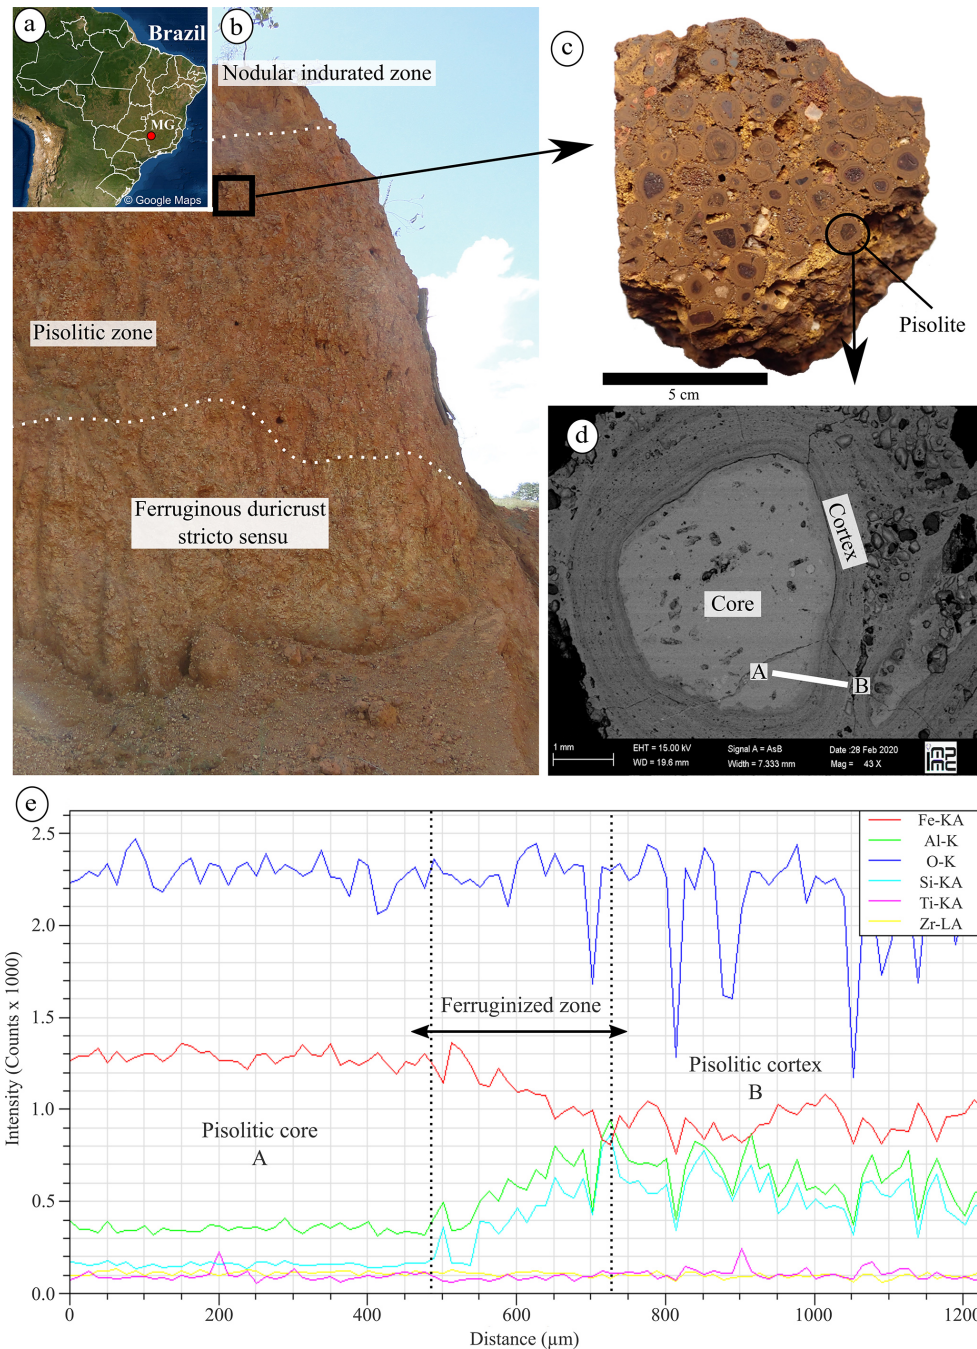 a
Brazil
MG
© Google Maps
b
Nodular indurated zone
Pisolitic zone
Ferruginous duricrust
stricto sensu
c
Pisolite
5 cm
d
Cortex
Core
A
B
1 mm
EHT = 15.00 kV
WD = 19.6 mm
Signal A = AsB
Width = 7.333 mm
Date :28 Feb 2020
Mag = 43 X
e
Fe-KA
Al-K
O-K
Si-KA
Ti-KA
Zr-LA
2.5
2.0
1.5
1.0
0.5
0.0
Intensity (Counts x 1000)
Ferruginized zone
Pisolitic core
A
Pisolitic cortex
B
0
200
400
600
800
1000
1200
Distance (µm)